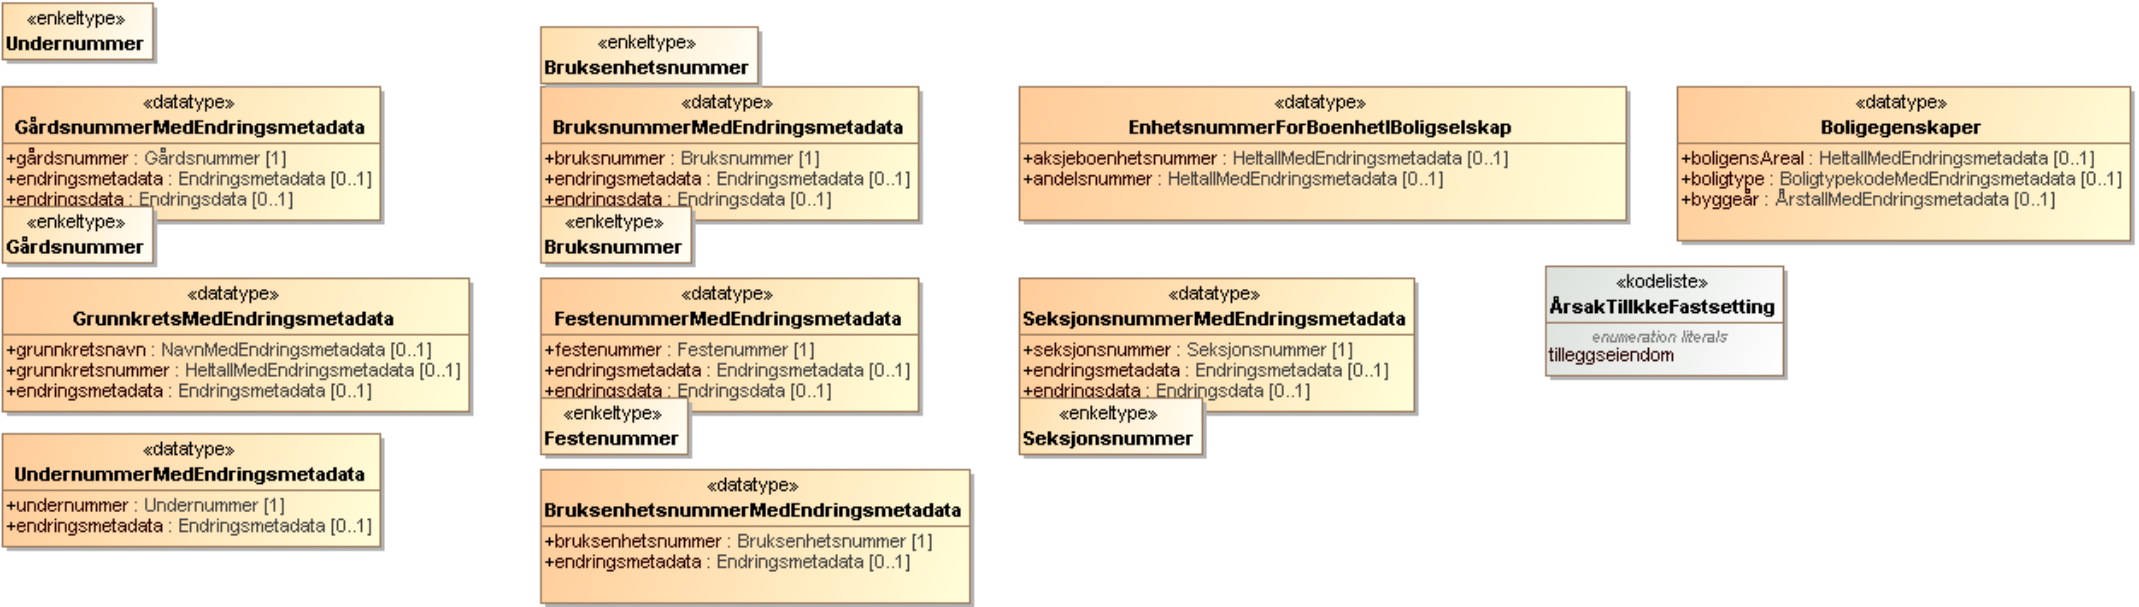 «enkeltype»
Undernummer
«datatype»
GårdsnummerMedEndringsmetadata
+gårdsnummer : Gårdsnummer [1]
+endringsmetadata : Endringsmetadata [0..1]
+endringsdata : Endringsdata [0..1]
«enkeltype»
Gårdsnummer
«datatype»
GrunnkretsMedEndringsmetadata
+grunnkretsnavn : NavnMedEndringsmetadata [0..1]
+grunnkretsnummer : HeltallMedEndringsmetadata [0..1]
+endringsmetadata : Endringsmetadata [0..1]
«datatype»
UndernummerMedEndringsmetadata
+undernummer : Undernummer [1]
+endringsmetadata : Endringsmetadata [0..1]
«enkeltype»
Bruksenhetsnummer
«datatype»
BruksnummerMedEndringsmetadata
+bruksnummer : Bruksnummer [1]
+endringsmetadata : Endringsmetadata [0..1]
+endringsdata : Endringsdata [0..1]
«enkeltype»
Bruksnummer
«datatype»
FestenummerMedEndringsmetadata
+festenummer : Festenummer [1]
+endringsmetadata : Endringsmetadata [0..1]
+endringsdata : Endringsdata [0..1]
«enkeltype»
Festenummer
«datatype»
BruksenhetsnummerMedEndringsmetadata
+bruksenhetsnummer : Bruksenhetsnummer [1]
+endringsmetadata : Endringsmetadata [0..1]
«datatype»
EnhetsnummerForBoenhetIBoligselskap
+aksjeboenhetsnummer : HeltallMedEndringsmetadata [0..1]
+andelsnummer : HeltallMedEndringsmetadata [0..1]
«datatype»
SeksjonsnummerMedEndringsmetadata
+seksjonsnummer : Seksjonsnummer [1]
+endringsmetadata : Endringsmetadata [0..1]
+endringsdata : Endringsdata [0..1]
«enkeltype»
Seksjonsnummer
«datatype»
Boligegenskaper
+boligensAreal : HeltallMedEndringsmetadata [0..1]
+boligtype : BoligtypekodeMedEndringsmetadata [0..1]
+byggeår : ÅrstallMedEndringsmetadata [0..1]
«kodeliste»
ÅrsakTilIkkeFastsetting
enumeration literals
tilleggseiendom